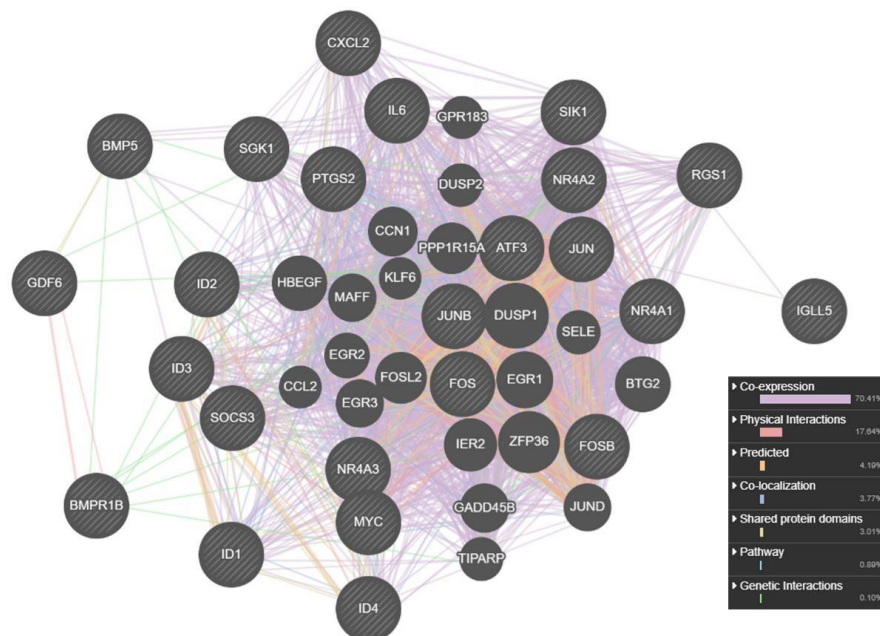 CXCL2
IL6
GPR183
SIK1
BMP5
SGK1
PTGS2
DUSP2
NR4A2
RGS1
CCN1
PPP1R15A
ATF3
JUN
GDF6
ID2
HBEGF
MAFF
KLF6
JUNB
DUSP1
SELE
NR4A1
IGLL5
ID3
EGR2
CCL2
EGR3
FOSL2
FOS
EGR1
BTG2
SOCS3
IER2
ZFP36
FOSB
NR4A3
BMPR1B
MYC
GADD45B
JUND
ID1
TIPARP
ID4
Co-expression
70.41%
Physical Interactions
17.64%
Predicted
4.19%
Co-localization
3.77%
Shared protein domains
3.01%
Pathway
0.89%
Genetic Interactions
0.10%